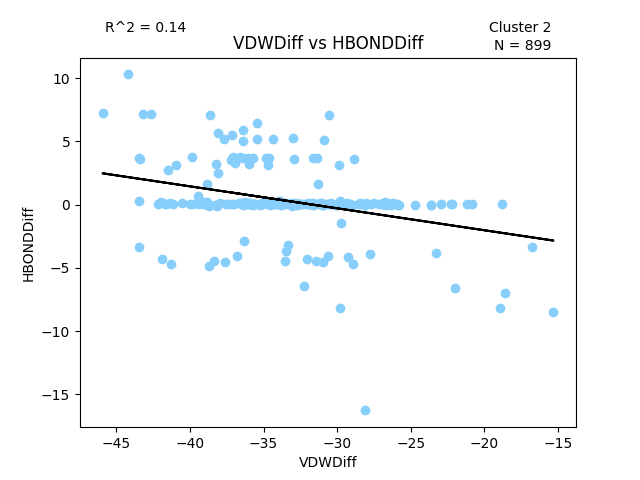 R^2 = 0.14
Cluster 2
N = 899
VDWDiff vs HBONDDiff
10
5
0
−5
−10
−15
HBONDDiff
−45 −40 −35 −30 −25 −20 −15
VDWDiff